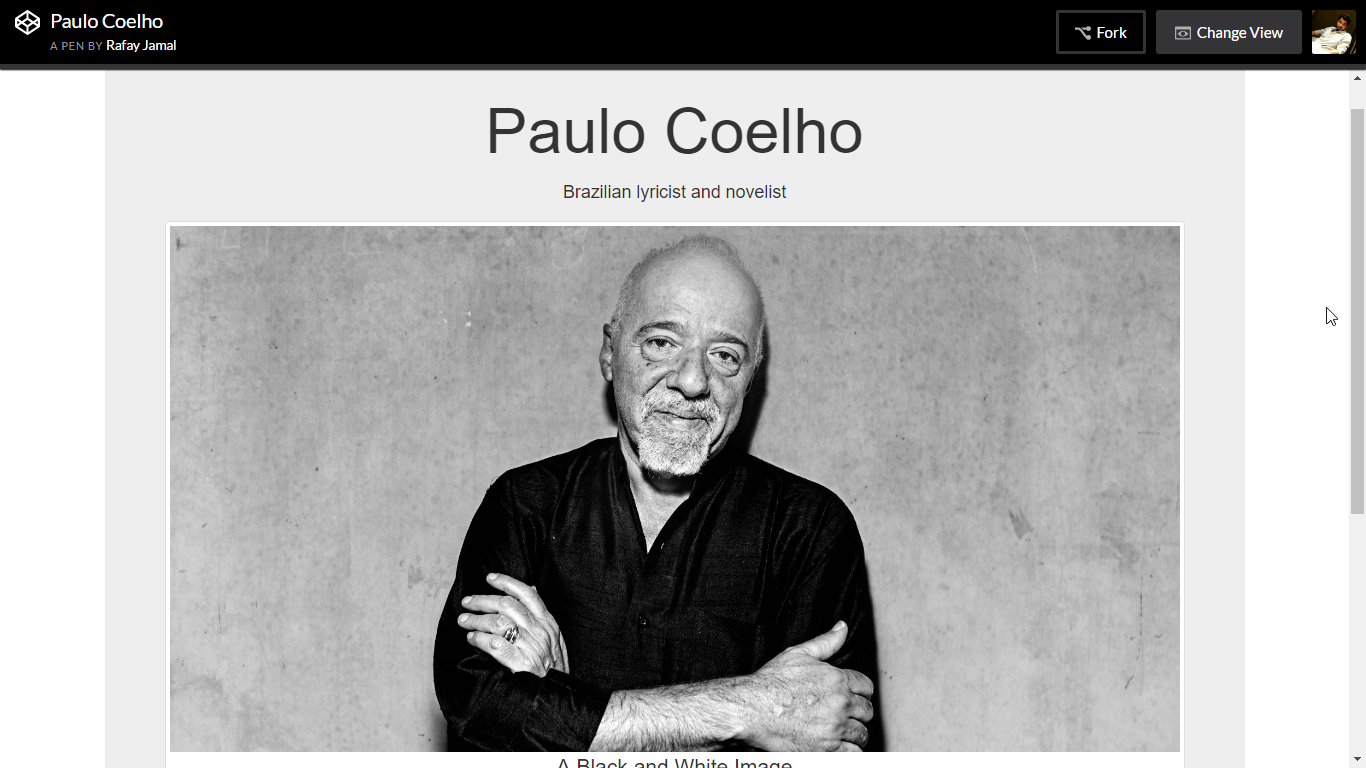 Paulo Coelho
A PEN BY Rafay Jamal
Fork
Change View
Paulo Coelho
Brazilian lyricist and novelist
A Black and White Image